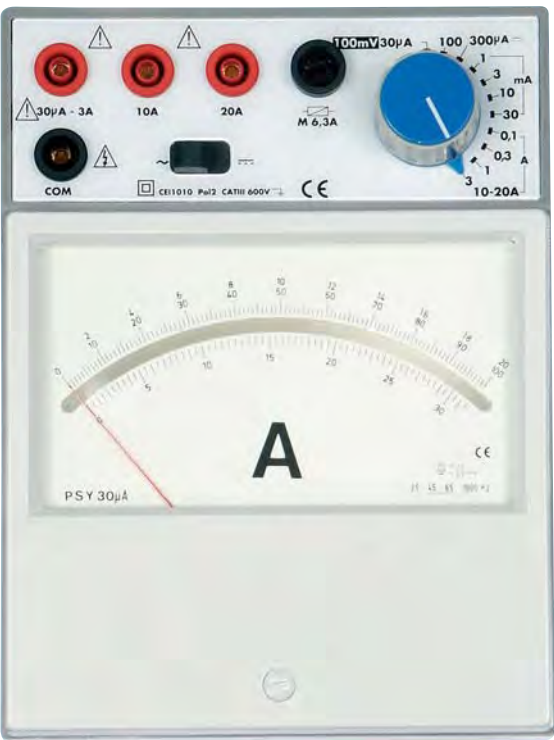 100mV 30µA 100 300µA
1
3
mA
10
30
0,1
0,3
A
1
3
10-20A
30µA - 3A 10A 20A
M 6,3A
COM
CEI1010 Pol2 CATIII 600V
CE
0 2 4 6 8 10 12 14 16 18 20
10 20 30 40 50 60 70 80 90 100
0 5 10 15 20 25 30
A
CE
PSY 30µA